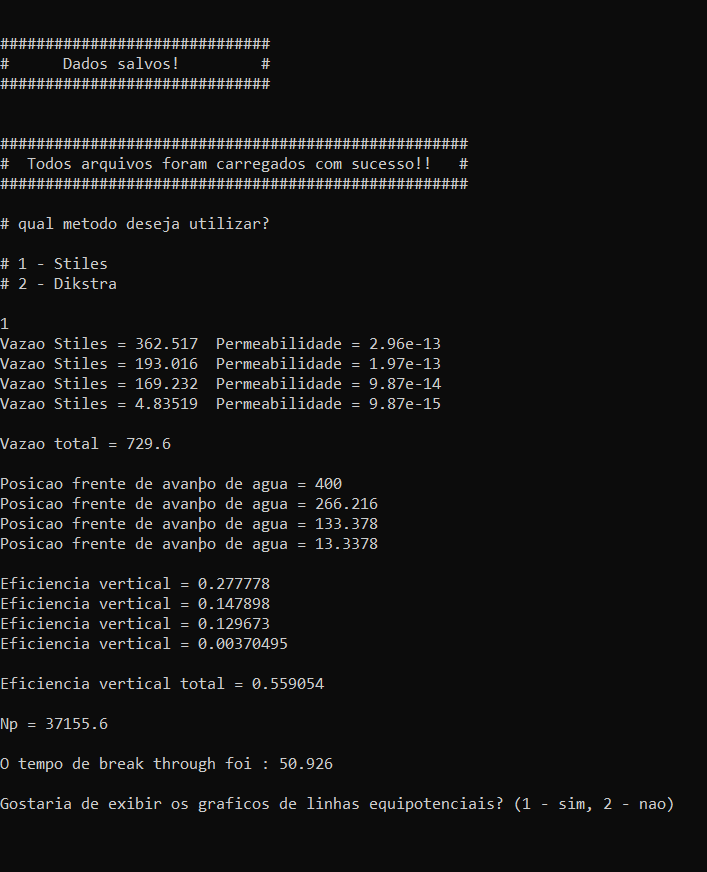 ##############################
#      Dados salvos!         #
##############################
####################################################
#  Todos arquivos foram carregados com sucesso!!   #
####################################################
# qual metodo deseja utilizar?
# 1 - Stiles
# 2 - Dikstra
1
Vazao Stiles = 362.517  Permeabilidade = 2.96e-13
Vazao Stiles = 193.016  Permeabilidade = 1.97e-13
Vazao Stiles = 169.232  Permeabilidade = 9.87e-14
Vazao Stiles = 4.83519  Permeabilidade = 9.87e-15
Vazao total = 729.6
Posicao frente de avanþo de agua = 400
Posicao frente de avanþo de agua = 266.216
Posicao frente de avanþo de agua = 133.378
Posicao frente de avanþo de agua = 13.3378
Eficiencia vertical = 0.277778
Eficiencia vertical = 0.147898
Eficiencia vertical = 0.129673
Eficiencia vertical = 0.00370495
Eficiencia vertical total = 0.559054
Np = 37155.6
O tempo de break through foi : 50.926
Gostaria de exibir os graficos de linhas equipotenciais? (1 - sim, 2 - nao)